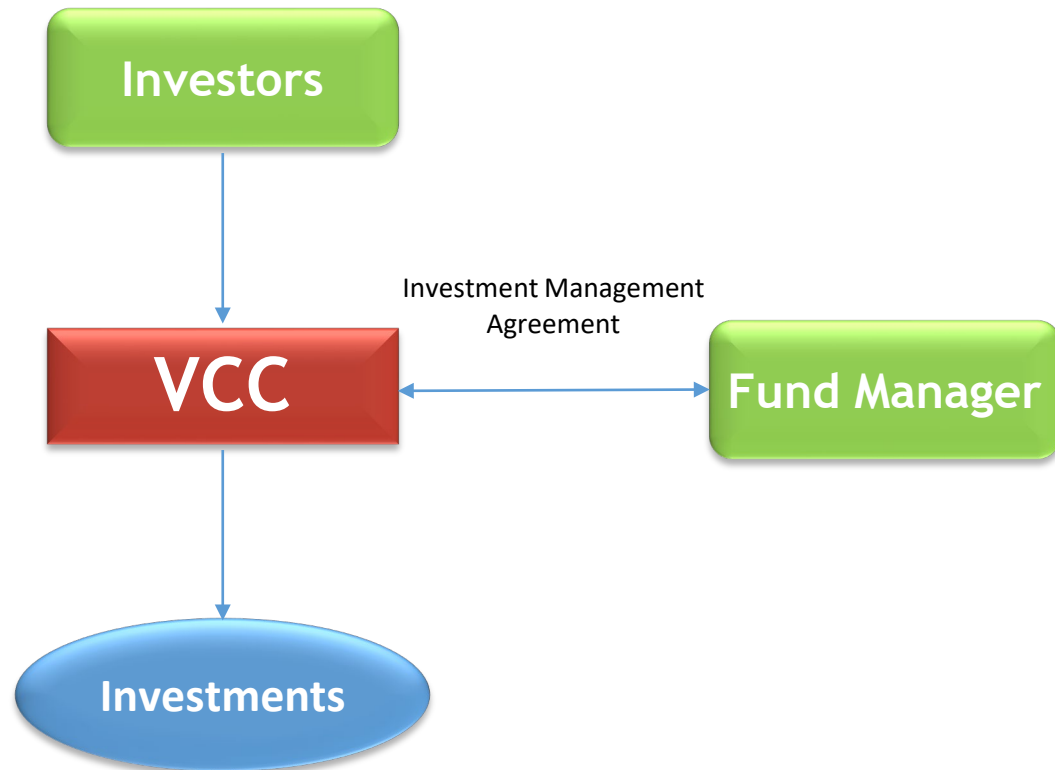 Investors
Investment Management
Agreement
VCC
Fund Manager
Investments